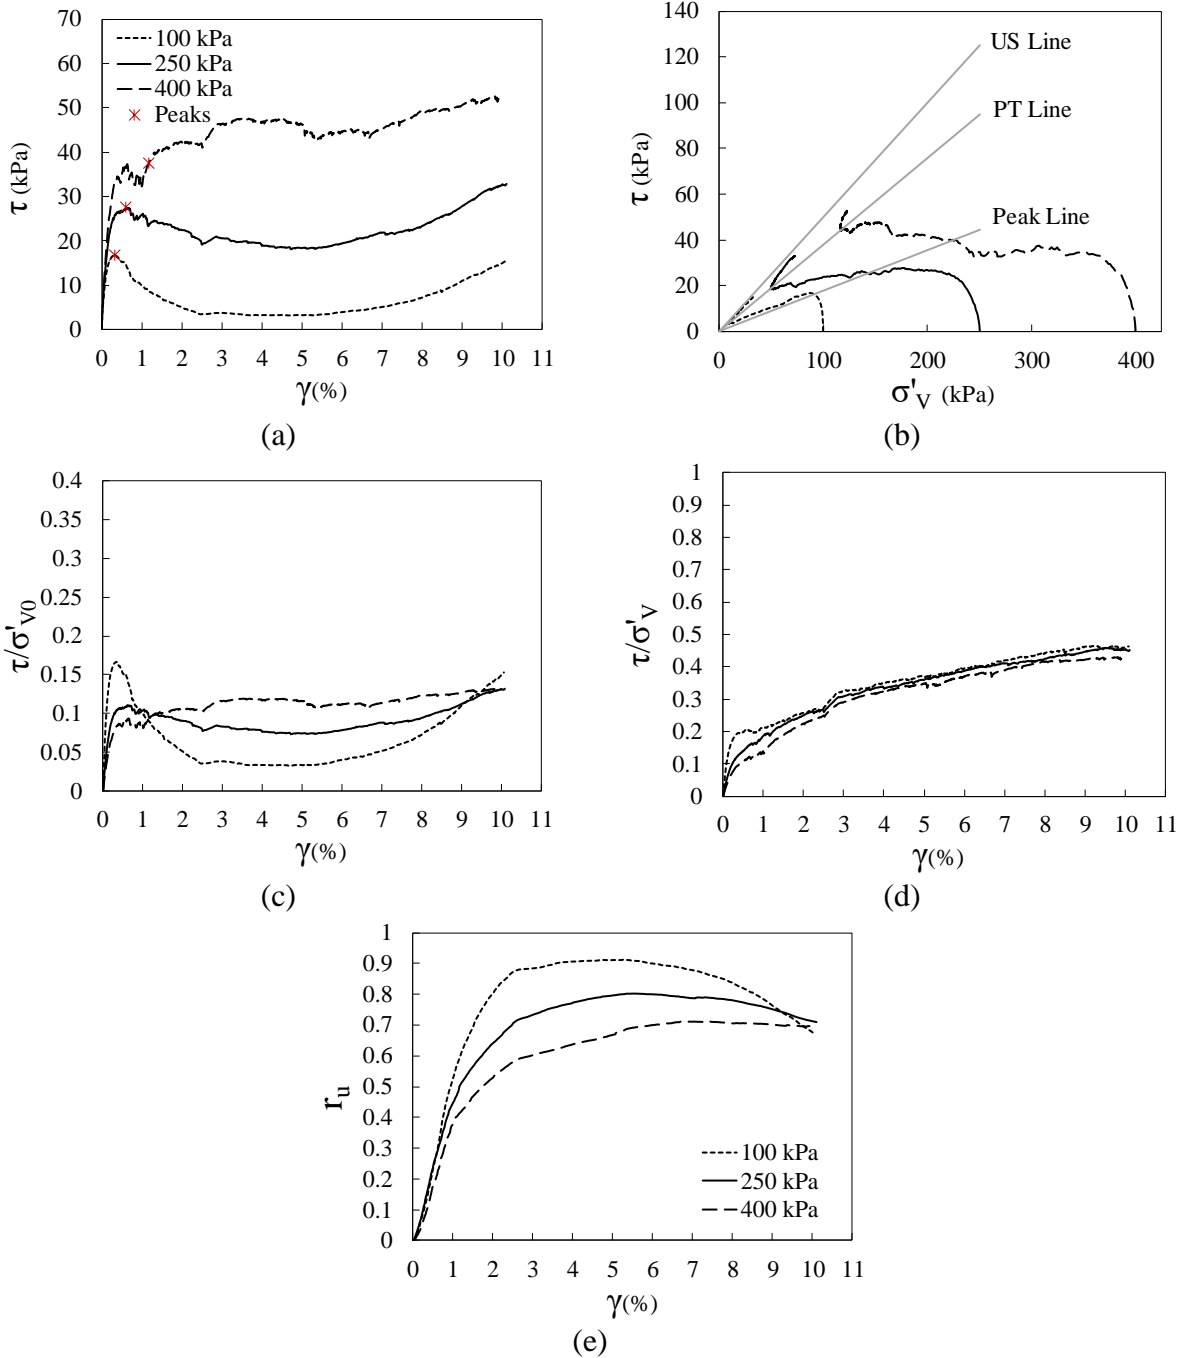 70
60
50
40
30
20
10
0
τ (kPa)
100 kPa
250 kPa
400 kPa
Peaks
0 1 2 3 4 5 6 7 8 9 10 11
γ(%)
(a)
140
120
100
80
60
40
20
0
τ (kPa)
US Line
PT Line
Peak Line
0 100 200 300 400
σ'V (kPa)
(b)
0.4
0.35
0.3
0.25
0.2
0.15
0.1
0.05
0
τ/σ'V0
0 1 2 3 4 5 6 7 8 9 10 11
γ(%)
(c)
1
0.9
0.8
0.7
0.6
0.5
0.4
0.3
0.2
0.1
0
τ/σ'V
0 1 2 3 4 5 6 7 8 9 10 11
γ(%)
(d)
1
0.9
0.8
0.7
0.6
0.5
0.4
0.3
0.2
0.1
0
ru
100 kPa
250 kPa
400 kPa
0 1 2 3 4 5 6 7 8 9 10 11
γ(%)
(e)